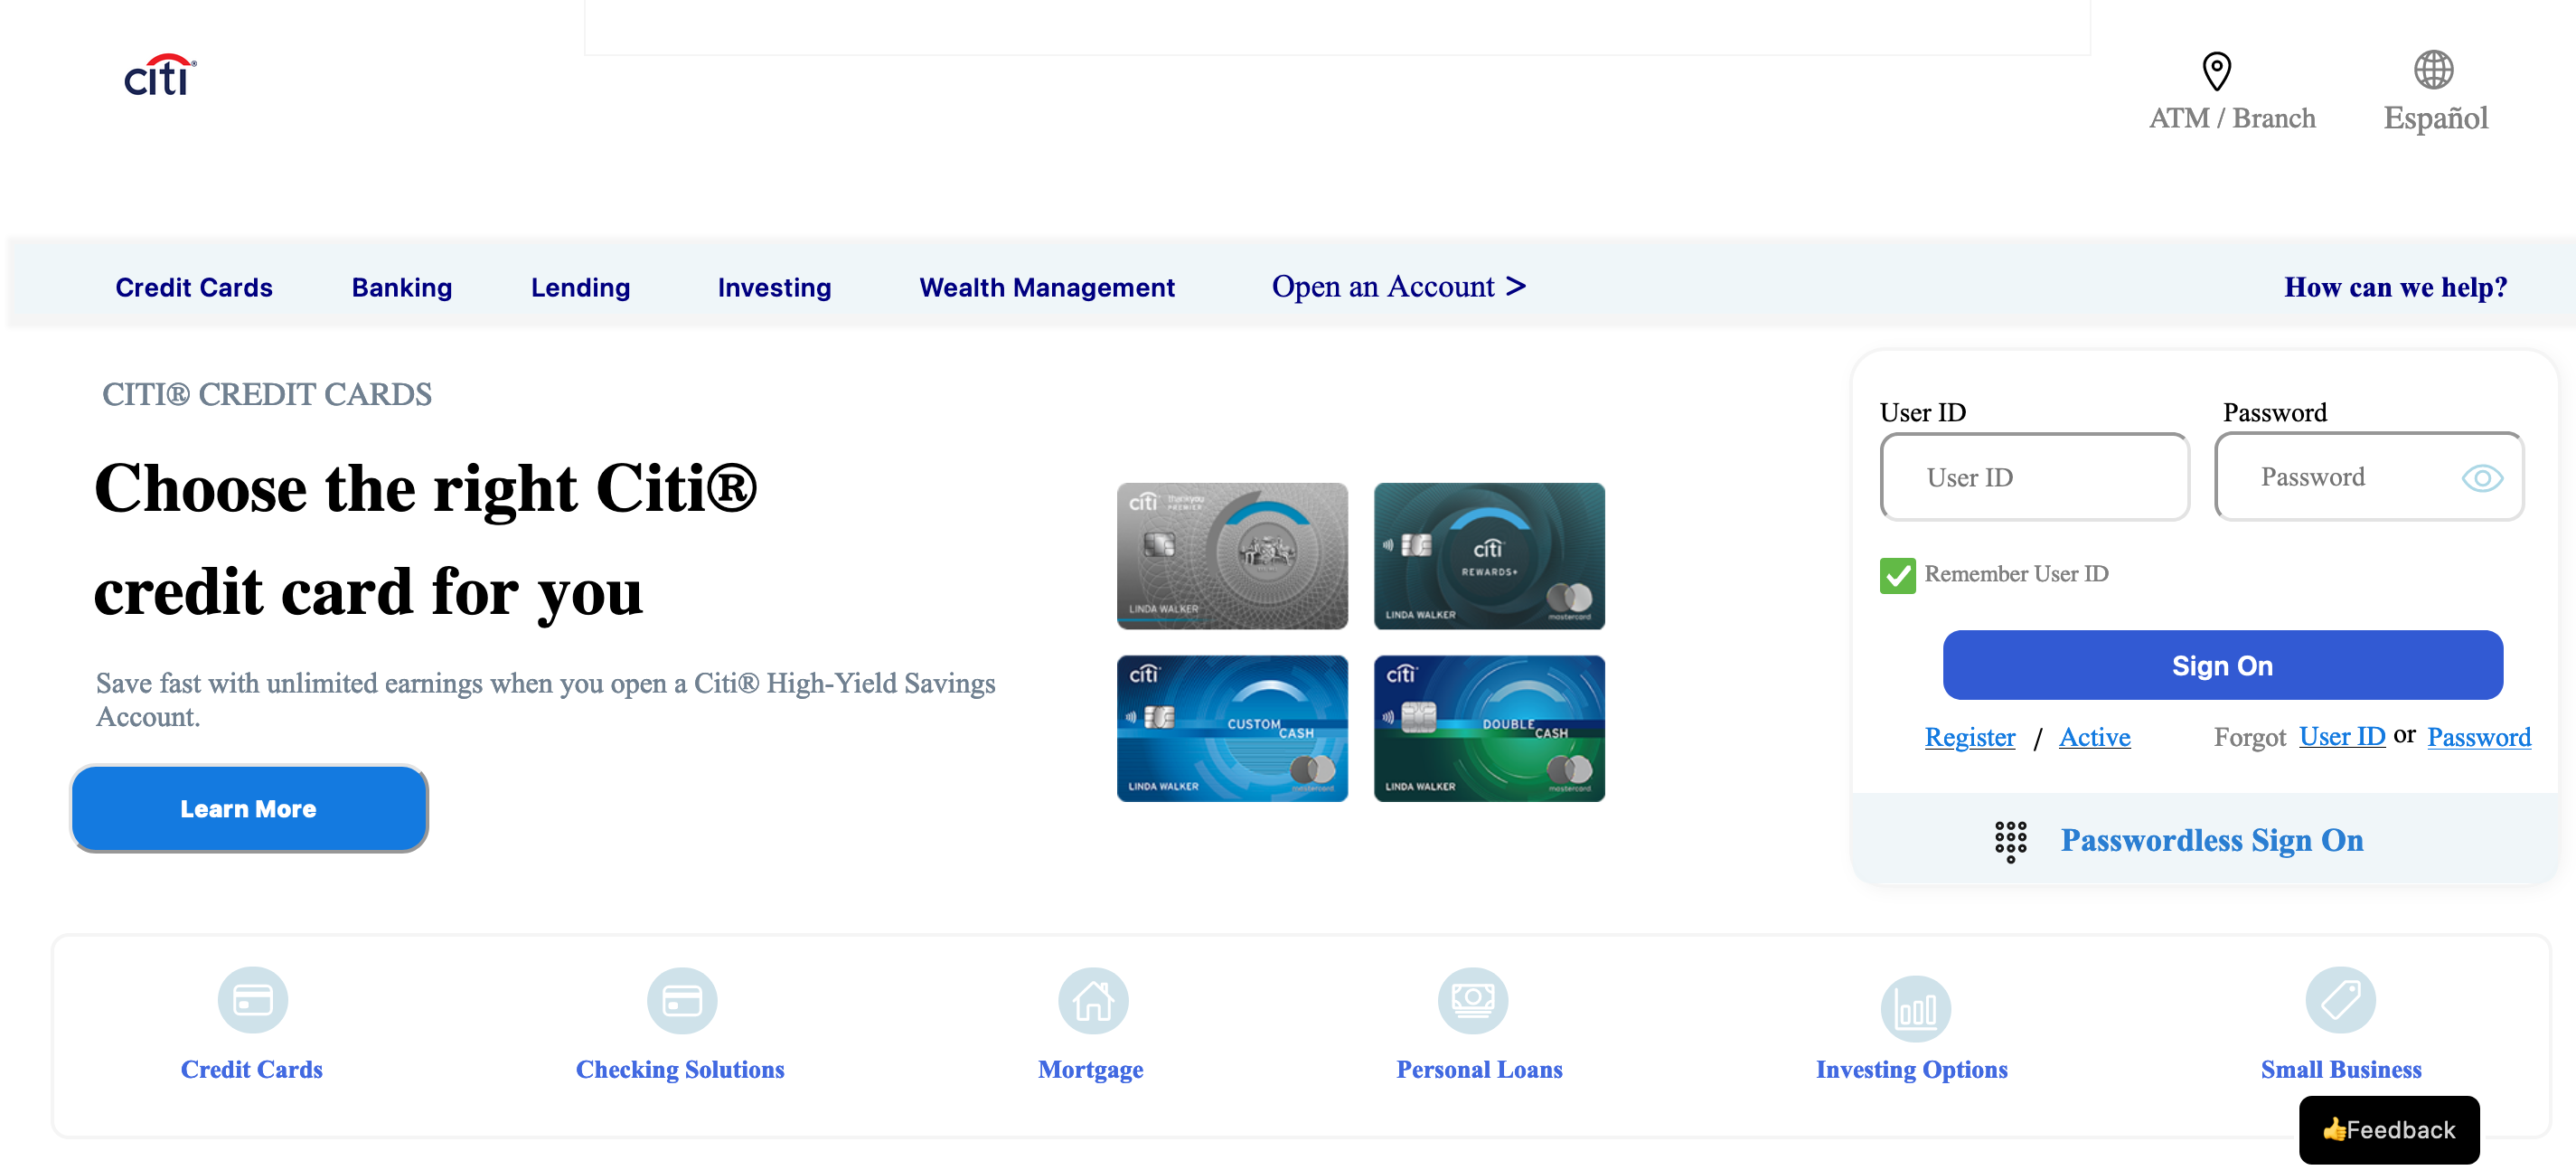 citi®
ATM / Branch
Español
Credit Cards
Banking
Lending
Investing
Wealth Management
Open an Account >
How can we help?
CITI® CREDIT CARDS
Choose the right Citi®
credit card for you
Save fast with unlimited earnings when you open a Citi® High-Yield Savings
Account.
Learn More
citi thankyou
PREMIER
LINDA WALKER
citi
REWARDS+
LINDA WALKER
mastercard
citi
CUSTOM
CASH
LINDA WALKER
mastercard
citi
DOUBLE
CASH
LINDA WALKER
mastercard
User ID
Password
User ID
Password
Remember User ID
Sign On
Register / Active
Forgot User ID or Password
Passwordless Sign On
Credit Cards
Checking Solutions
Mortgage
Personal Loans
Investing Options
Small Business
👍Feedback